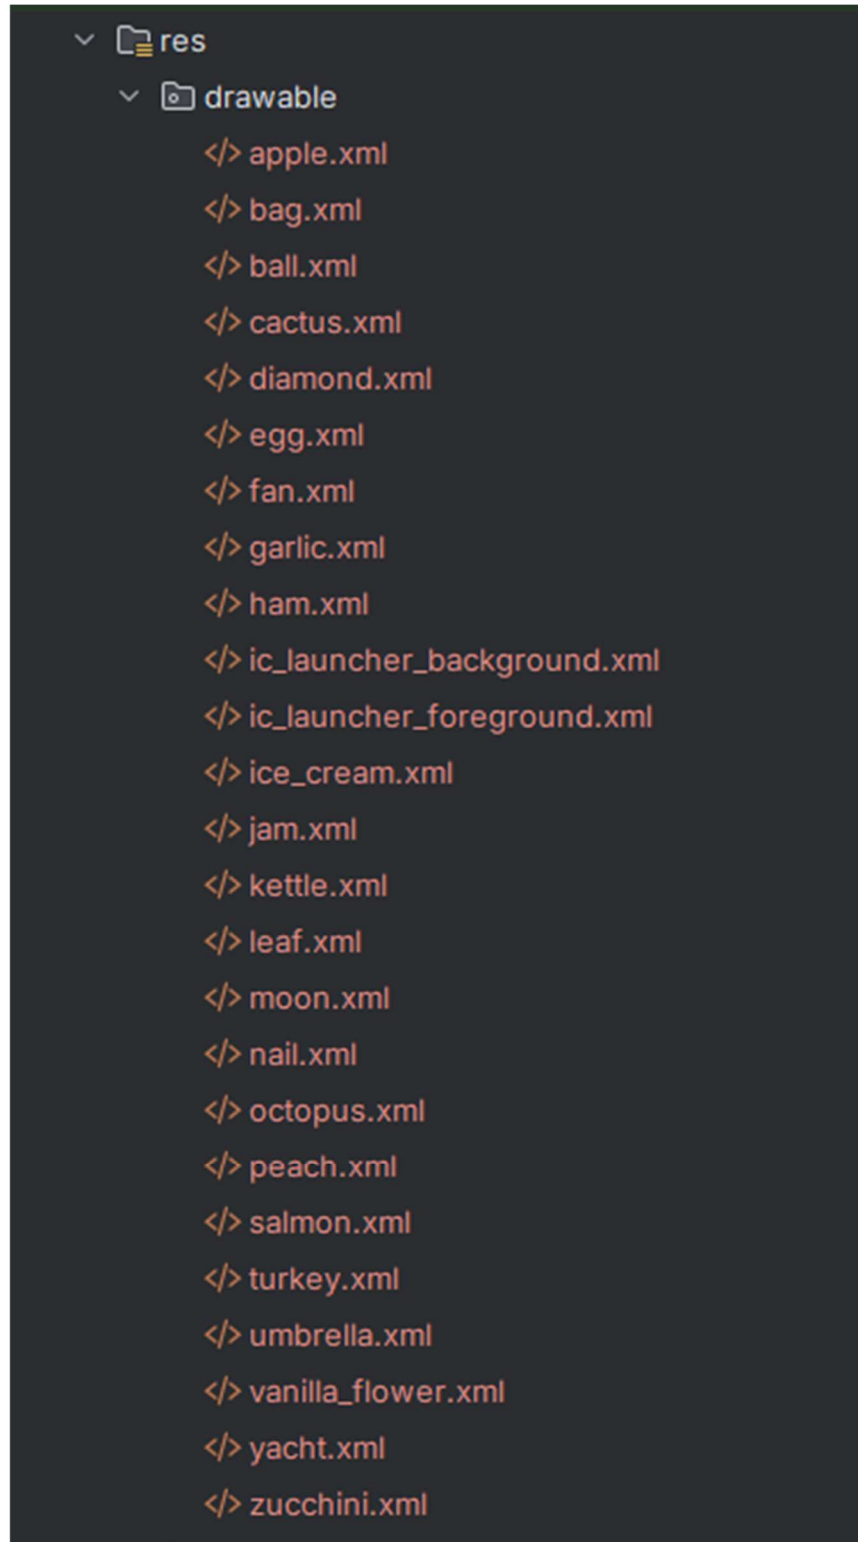 res
drawable
</> apple.xml
</> bag.xml
</> ball.xml
</> cactus.xml
</> diamond.xml
</> egg.xml
</> fan.xml
</> garlic.xml
</> ham.xml
</> ic_launcher_background.xml
</> ic_launcher_foreground.xml
</> ice_cream.xml
</> jam.xml
</> kettle.xml
</> leaf.xml
</> moon.xml
</> nail.xml
</> octopus.xml
</> peach.xml
</> salmon.xml
</> turkey.xml
</> umbrella.xml
</> vanilla_flower.xml
</> yacht.xml
</> zucchini.xml